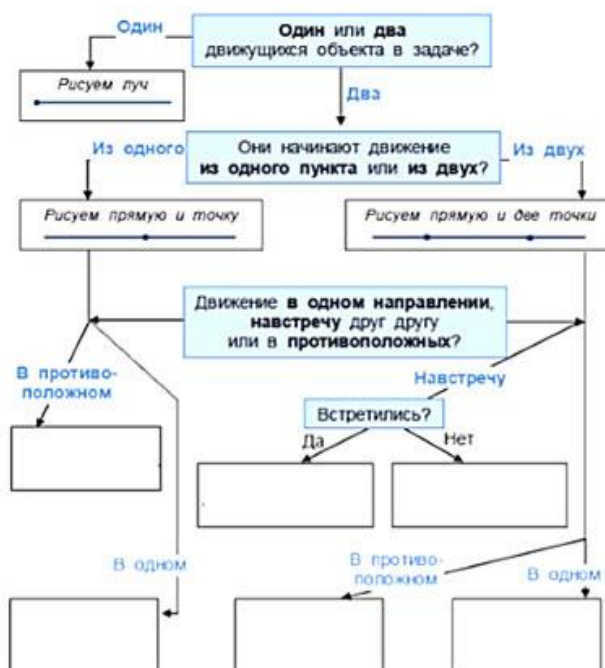 Один
Один или два
движущихся объекта в задаче?
Рисуем луч
Два
Из одного
Они начинают движение
из одного пункта или из двух?
Из двух
Рисуем прямую и точку
Рисуем прямую и две точки
Движение в одном направлении,
навстречу друг другу
или в противоположных?
В противо-
положном
Навстречу
Встретились?
Да
Нет
В одном
В противо-
положном
В одном